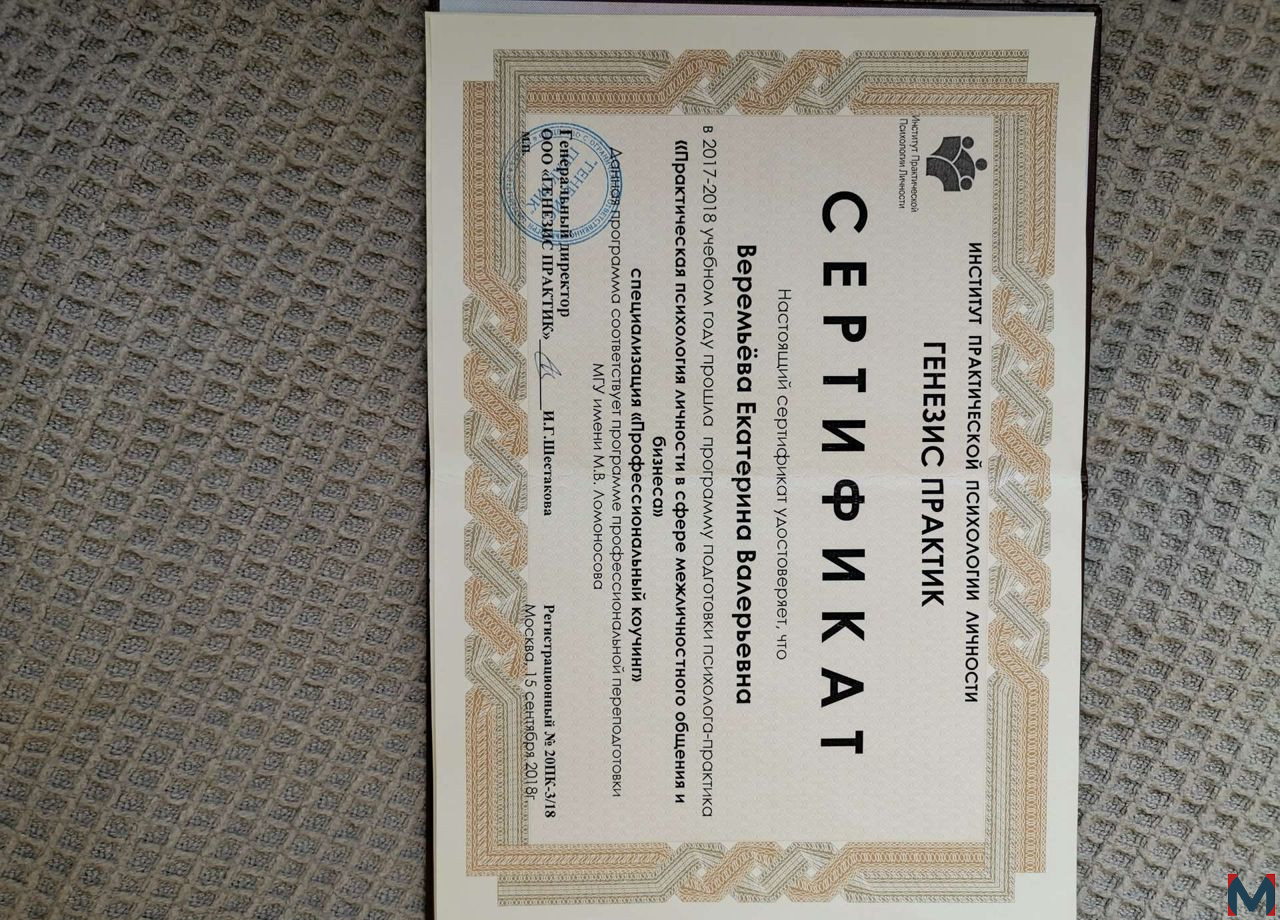 ИНСТИТУТ ПРАКТИЧЕСКОЙ ПСИХОЛОГИИ ЛИЧНОСТИ
ГЕНЕЗИС ПРАКТИК
Институт Практической
Психологии Личности
СЕРТИФИКАТ
Настоящий сертификат удостоверяет, что
Веремьёва Екатерина Валерьевна
в 2017-2018 учебном году прошла программу подготовки психолога-практика
«Практическая психология личности в сфере межличностного общения и
бизнеса»
специализация «Профессиональный коучинг»
Данная программа соответствует программе профессиональной переподготовки
МГУ имени М.В. Ломоносова
Генеральный директор
ООО «ГЕНЕЗИС ПРАКТИК» И.Г.Шестакова
М.П.
Регистрационный № 20ПК-3/18
Москва, 15 сентября 2018г.
M